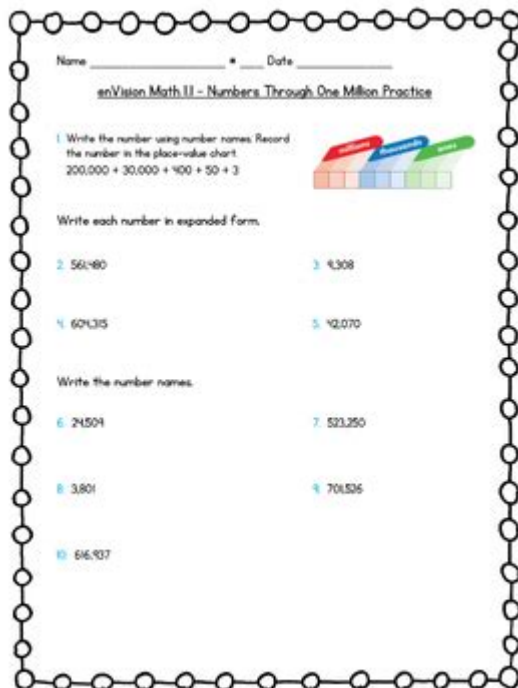 Name ____________________ # ___ Date ______________
enVision Math 1.1 - Numbers Through One Million Practice
1. Write the number using number names. Record
the number in the place-value chart.
200,000 + 30,000 + 400 + 50 + 3
millions thousands ones
Write each number in expanded form.
2. 561,480
3. 9,308
4. 604,315
5. 42,070
Write the number names.
6. 24,509
7. 523,250
8. 3,801
9. 701,526
10. 616,937